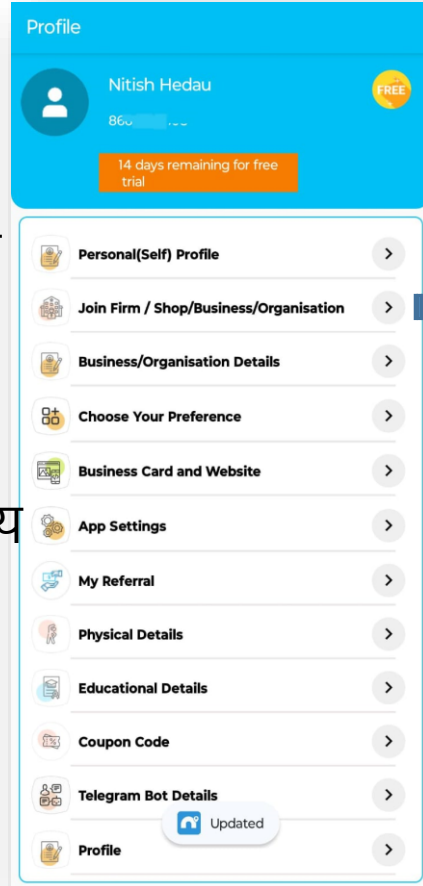 Profile
Nitish Hedau
FREE
14 days remaining for free
trial
Personal(Self) Profile
Join Firm / Shop/Business/Organisation
Business/Organisation Details
Choose Your Preference
Business Card and Website
App Settings
My Referral
Physical Details
Educational Details
Coupon Code
Telegram Bot Details
Updated
Profile